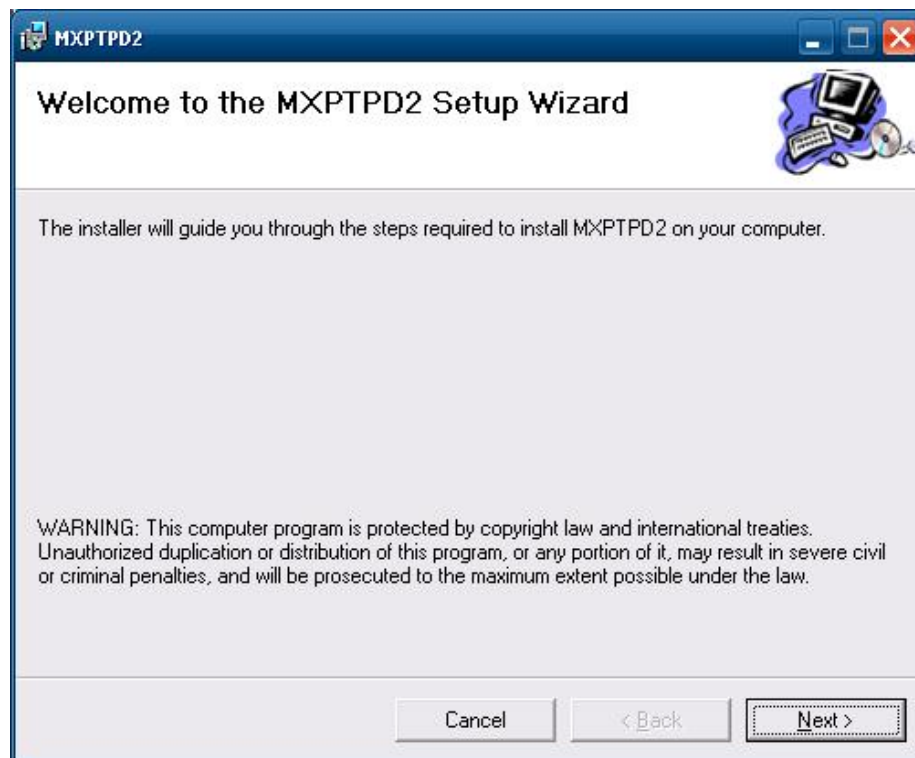 MXPTPD2
Welcome to the MXPTPD2 Setup Wizard
The installer will guide you through the steps required to install MXPTPD2 on your computer.
WARNING: This computer program is protected by copyright law and international treaties.
Unauthorized duplication or distribution of this program, or any portion of it, may result in severe civil
or criminal penalties, and will be prosecuted to the maximum extent possible under the law.
Cancel
< Back
Next >